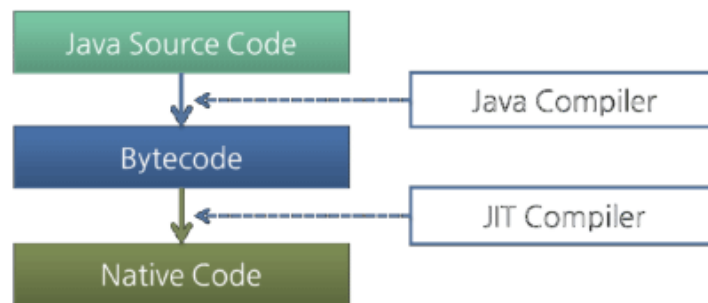 Java Source Code
Java Compiler
Bytecode
JIT Compiler
Native Code